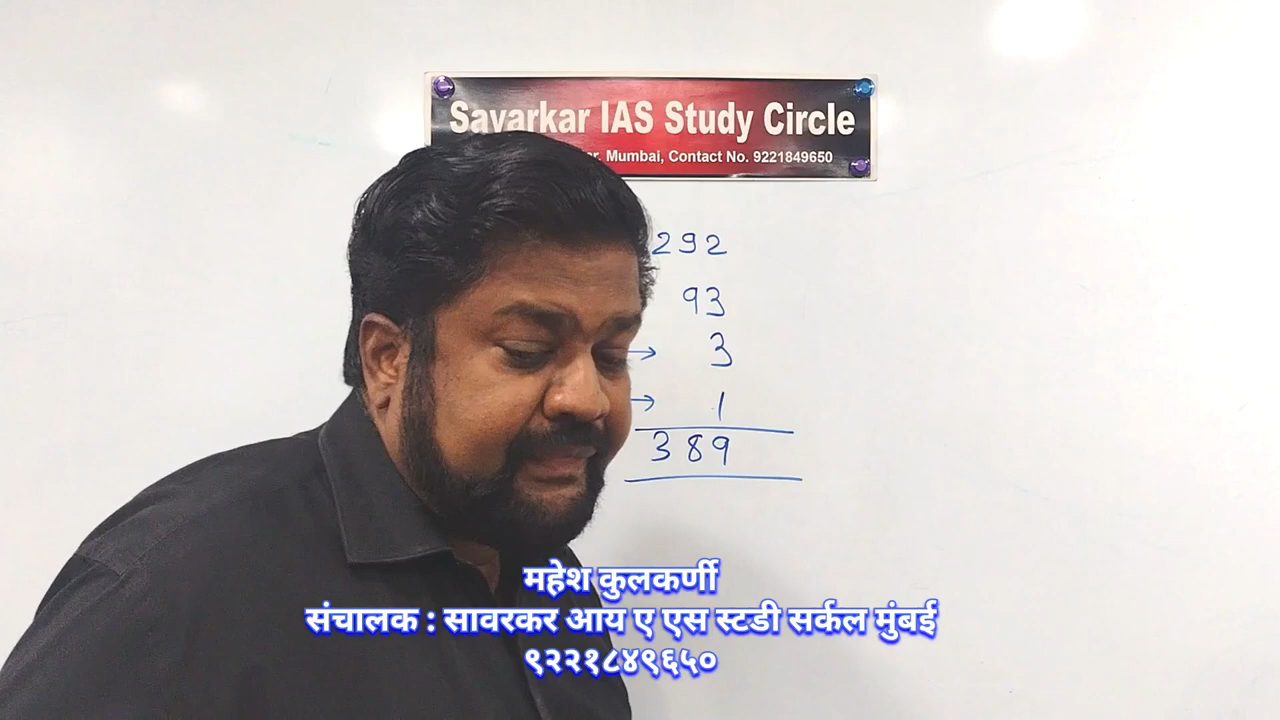 Savarkar IAS Study Circle
Mumbai, Contact No. 9221849650
292
93
→ 3
→ 1
389
महेश कुलकर्णी
संचालक : सावरकर आय ए एस स्टडी सर्कल मुंबई
९२२१८४९६५०